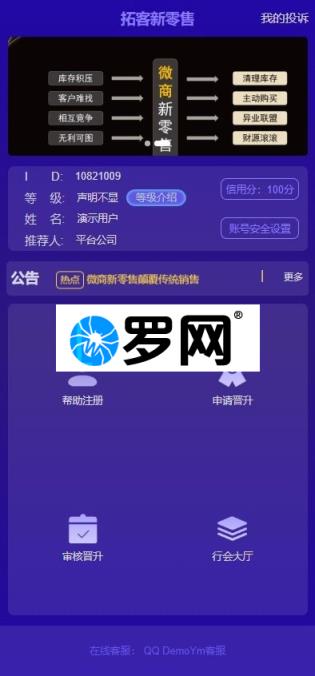 拓客新零售
我的投诉
库存积压
客户难找
相互竞争
无利可图
微商新零售
清理库存
主动购买
异业联盟
财源滚滚
I D: 10821009
等 级: 声明不显 等级介绍
姓 名: 演示用户
推荐人: 平台公司
信用分: 100分
账号安全设置
公告 热点 微商新零售颠覆传统销售 | 更多
罗网®
帮助注册
申请晋升
审核晋升
行会大厅
在线客服: QQ DemoYm客服